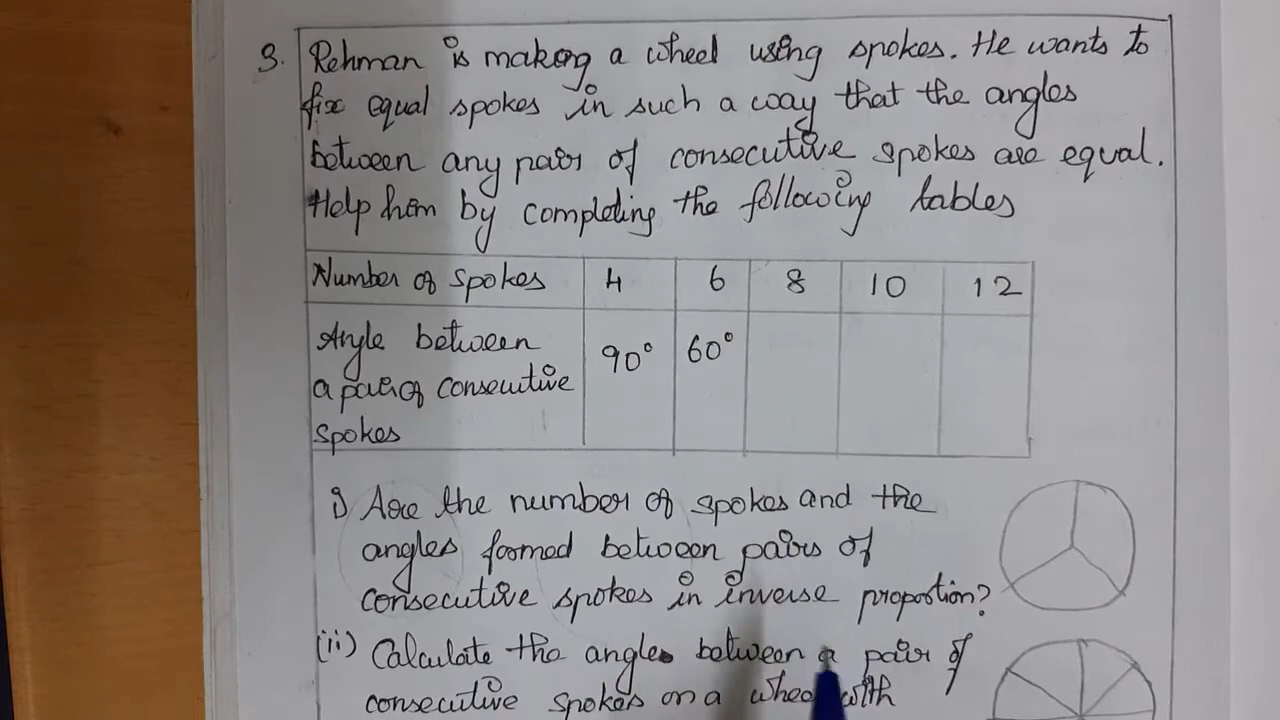 3. Rehman is making a wheel using spokes. He wants to
fix equal spokes in such a way that the angles
between any pair of consecutive spokes are equal.
Help him by completing the following tables
Number of Spokes 4 6 8 10 12
Angle between 90° 60°
a pair of consecutive
spokes
i) Are the number of spokes and the
angles formed between pairs of
consecutive spokes in inverse proportion?
(ii) Calculate the angle between a pair of
consecutive spokes on a wheel with